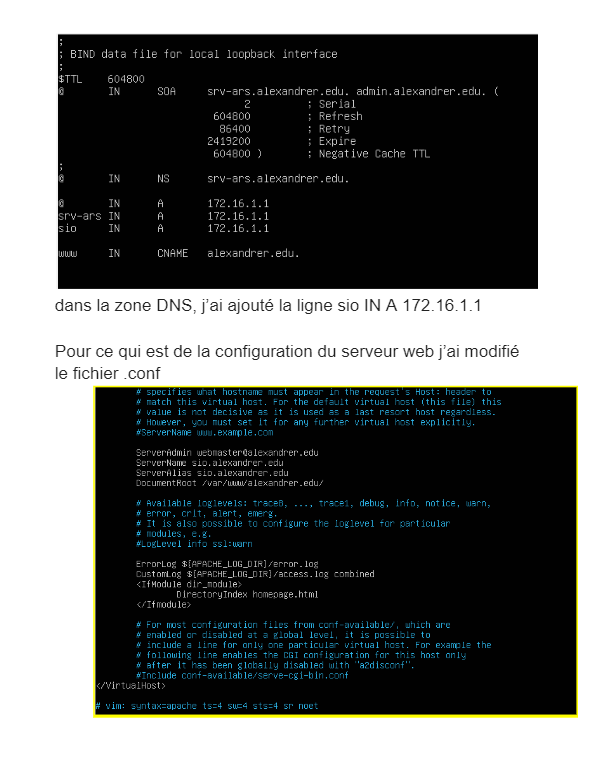 ;
; BIND data file for local loopback interface
;
$TTL 604800
@ IN SOA srv-ars.alexandrer.edu. admin.alexandrer.edu. (
2 ; Serial
604800 ; Refresh
86400 ; Retry
2419200 ; Expire
604800 ) ; Negative Cache TTL
;
@ IN NS srv-ars.alexandrer.edu.
@ IN A 172.16.1.1
srv-ars IN A 172.16.1.1
sio IN A 172.16.1.1
www IN CNAME alexandrer.edu.
dans la zone DNS, j’ai ajouté la ligne sio IN A 172.16.1.1
Pour ce qui est de la configuration du serveur web j’ai modifié
le fichier .conf
# specifies what hostname must appear in the request's Host: header to
# match this virtual host. For the default virtual host (this file) this
# value is not decisive as it is used as a last resort host regardless.
# However, you must set it for any further virtual host explicitly.
#ServerName www.example.com
ServerAdmin webmaster@alexandrer.edu
ServerName sio.alexandrer.edu
ServerAlias sio.alexandrer.edu
DocumentRoot /var/www/alexandrer.edu/
# Available loglevels: trace8, ..., trace1, debug, info, notice, warn,
# error, crit, alert, emerg.
# It is also possible to configure the loglevel for particular
# modules, e.g.
#LogLevel info ssl:warn
ErrorLog ${APACHE_LOG_DIR}/error.log
CustomLog ${APACHE_LOG_DIR}/access.log combined
<IfModule dir_module>
DirectoryIndex homepage.html
</Ifmodule>
# For most configuration files from conf-available/, which are
# enabled or disabled at a global level, it is possible to
# include a line for only one particular virtual host. For example the
# following line enables the CGI configuration for this host only
# after it has been globally disabled with "a2disconf".
#Include conf-available/serve-cgi-bin.conf
</VirtualHost>
# vim: syntax=apache ts=4 sw=4 sts=4 sr noet